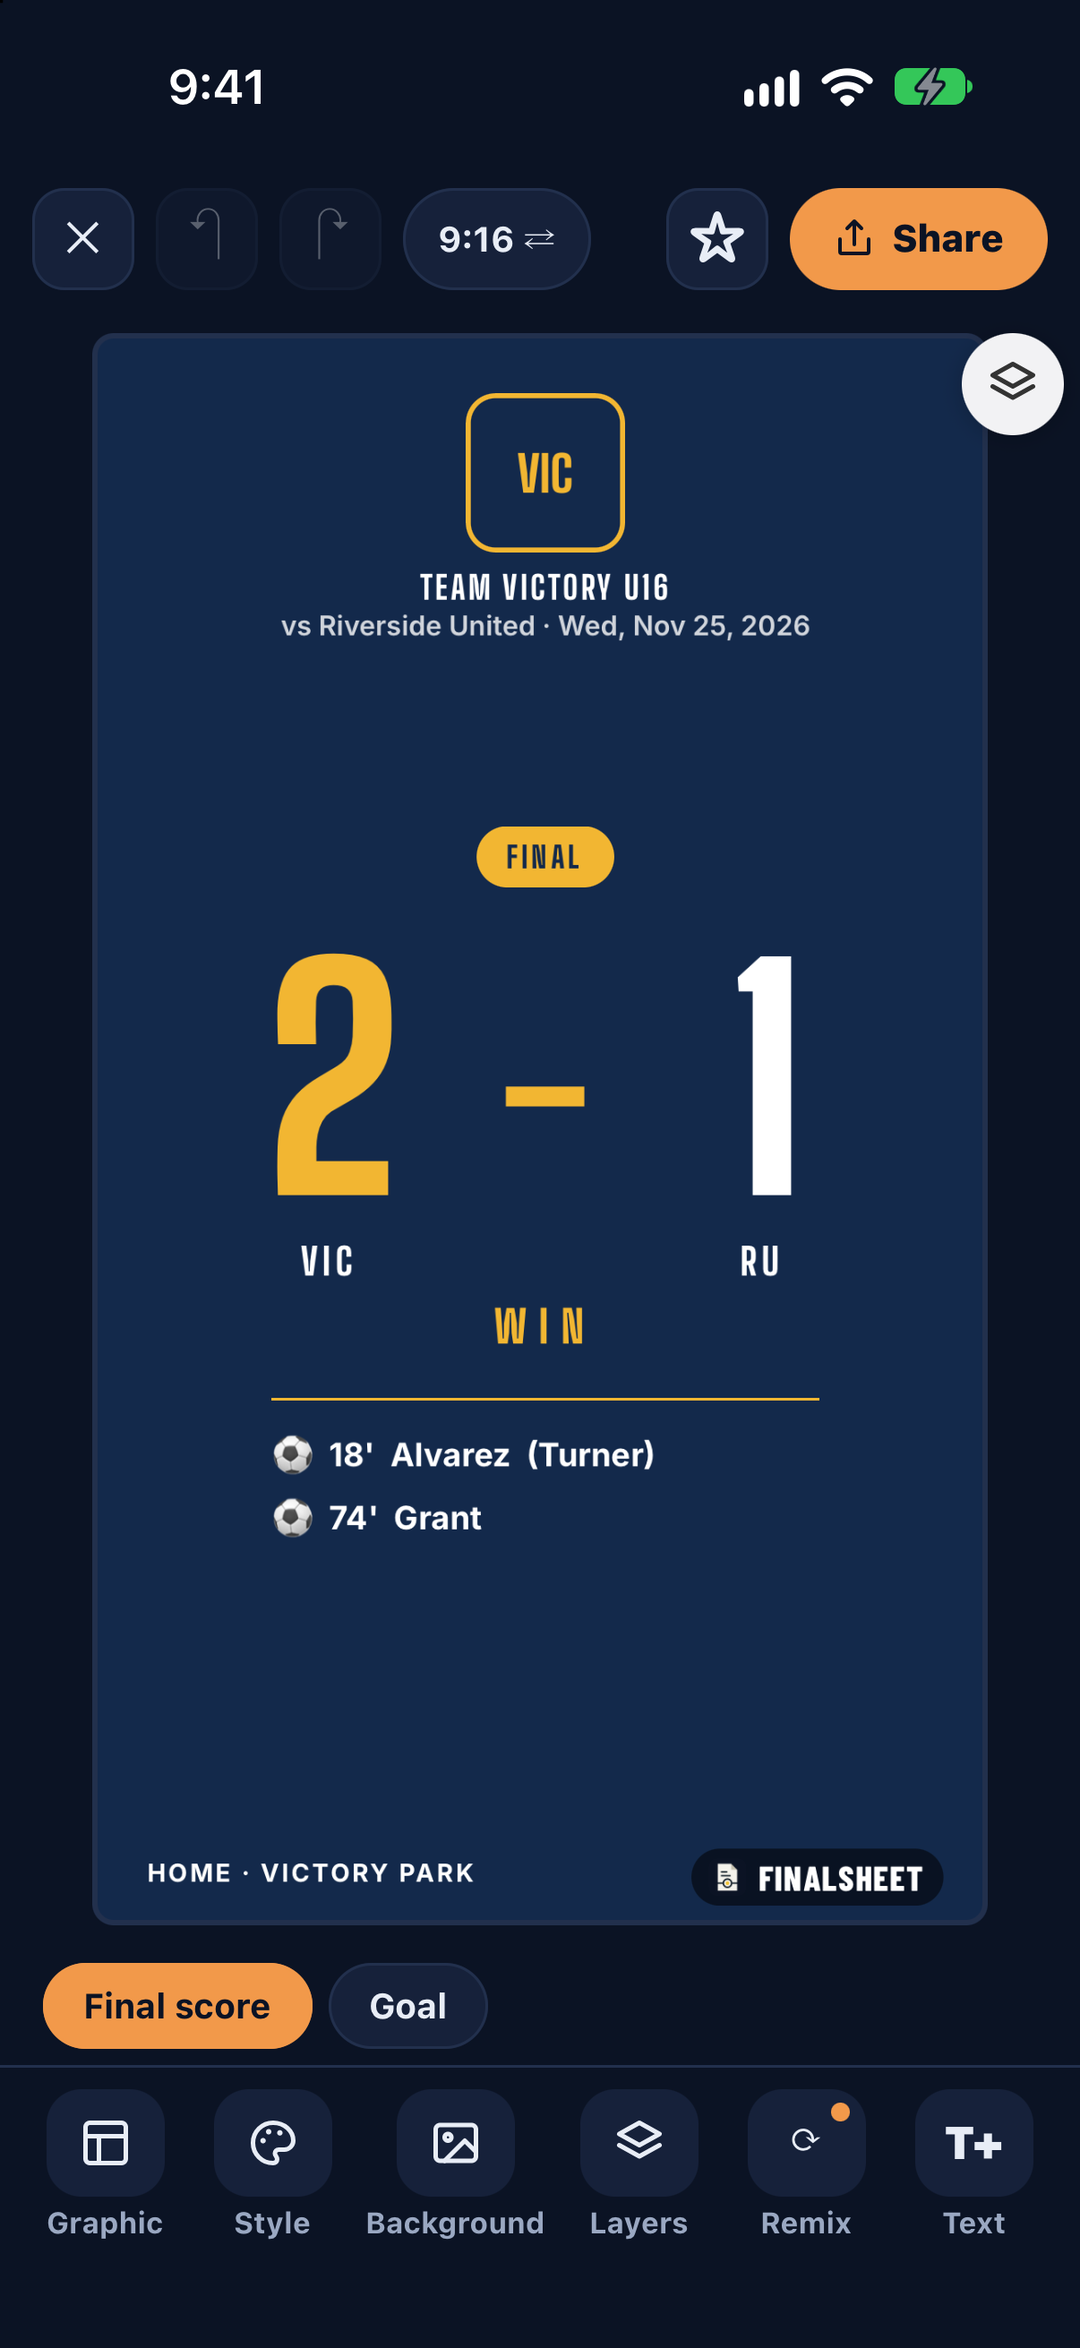 9:41
9:16
Share
VIC
TEAM VICTORY U16
vs Riverside United · Wed, Nov 25, 2026
FINAL
2 - 1
VIC RU
WIN
18' Alvarez (Turner)
74' Grant
HOME · VICTORY PARK
FINALSHEET
Final score
Goal
T+
Graphic Style Background Layers Remix Text